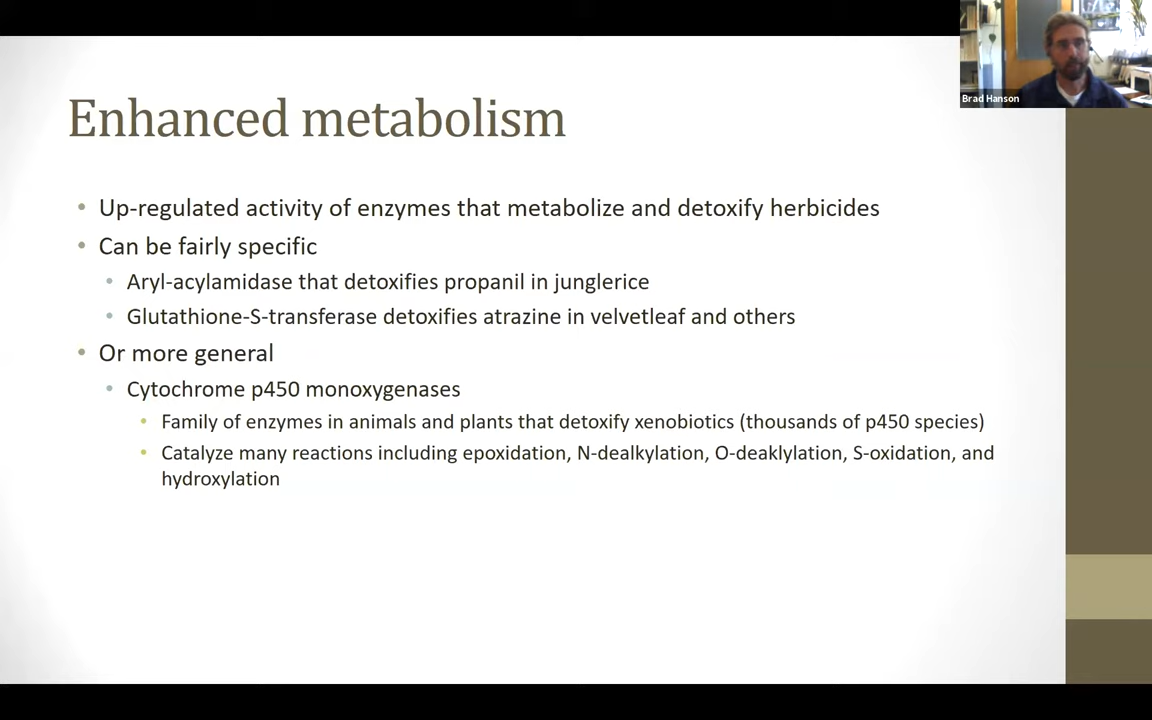 Brad Hanson
Enhanced metabolism
• Up-regulated activity of enzymes that metabolize and detoxify herbicides
• Can be fairly specific
• Aryl-acylamidase that detoxifies propanil in junglerice
• Glutathione-S-transferase detoxifies atrazine in velvetleaf and others
• Or more general
• Cytochrome p450 monoxygenases
• Family of enzymes in animals and plants that detoxify xenobiotics (thousands of p450 species)
• Catalyze many reactions including epoxidation, N-dealkylation, O-deaklylation, S-oxidation, and
hydroxylation